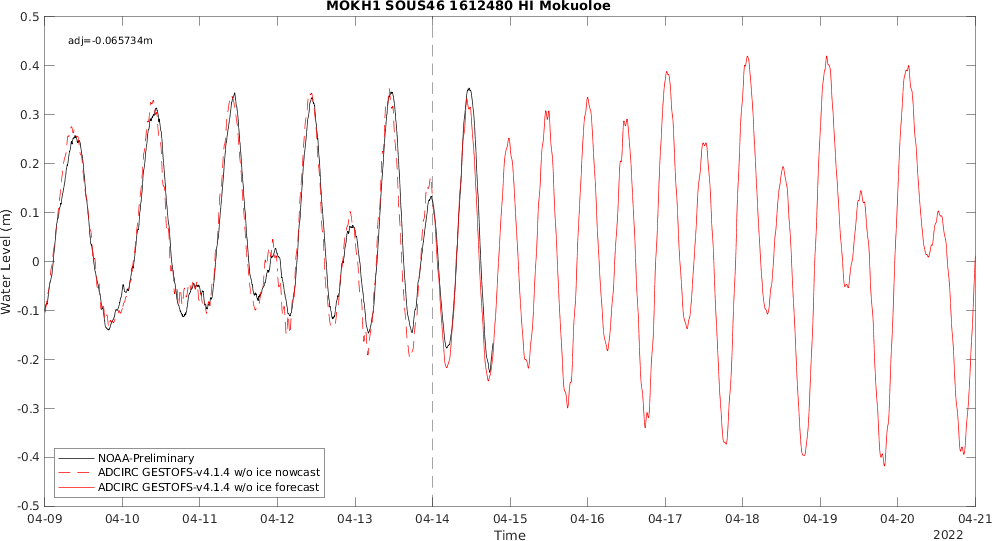 MOKH1 SOUS46 1612480 HI Mokuoloe
adj=-0.065734m
0.5
0.4
0.3
0.2
0.1
0
-0.1
-0.2
-0.3
-0.4
-0.5
Water Level (m)
NOAA-Preliminary
ADCIRC GESTOFS-v4.1.4 w/o ice nowcast
ADCIRC GESTOFS-v4.1.4 w/o ice forecast
04-09 04-10 04-11 04-12 04-13 04-14 04-15 04-16 04-17 04-18 04-19 04-20 04-21
Time
2022